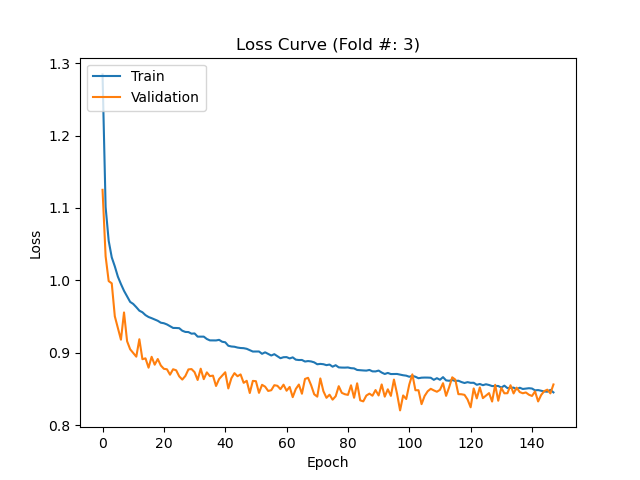 Loss Curve (Fold #: 3)
Train
Validation
Loss
1.3
1.2
1.1
1.0
0.9
0.8
0 20 40 60 80 100 120 140
Epoch